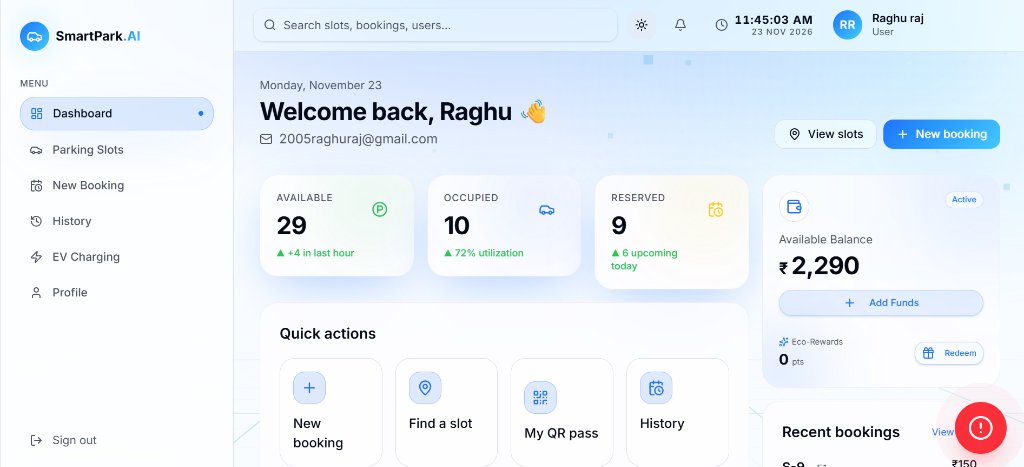 SmartPark.AI
MENU
Dashboard
Parking Slots
New Booking
History
EV Charging
Profile
Sign out
Search slots, bookings, users...
11:45:03 AM
23 NOV 2026
RR
Raghu raj
User
Monday, November 23
Welcome back, Raghu 👋
2005raghuraj@gmail.com
View slots
+ New booking
AVAILABLE
29
▲ +4 in last hour
OCCUPIED
10
▲ 72% utilization
RESERVED
9
▲ 6 upcoming
today
Active
Available Balance
₹ 2,290
+ Add Funds
Eco-Rewards
0 pts
Redeem
Quick actions
New
booking
Find a slot
My QR pass
History
Recent bookings
View
S-9
₹150